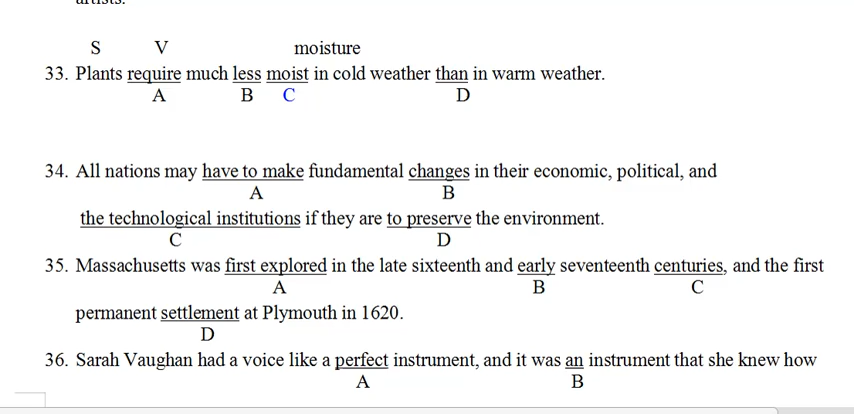 artists.
S V moisture
33. Plants require much less moist in cold weather than in warm weather.
A B C D
34. All nations may have to make fundamental changes in their economic, political, and
A B
the technological institutions if they are to preserve the environment.
C D
35. Massachusetts was first explored in the late sixteenth and early seventeenth centuries, and the first
A B C
permanent settlement at Plymouth in 1620.
D
36. Sarah Vaughan had a voice like a perfect instrument, and it was an instrument that she knew how
A B